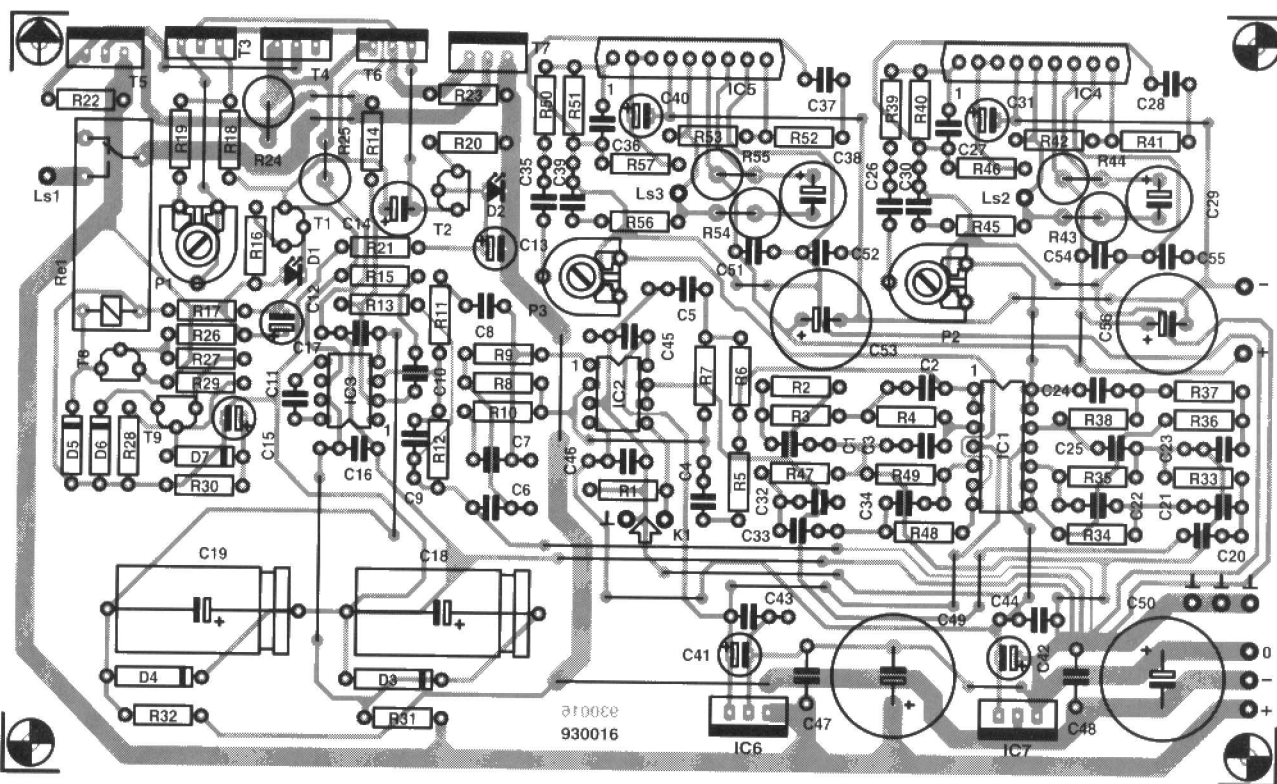 T5
T3
T4
T6
T7
IC5
IC4
R22
R19
R18
R24
R25
R14
R23
R20
R50
R51
1
C40
C36
R53
R52
C37
C38
R57
R55
R39
R40
1
C31
C27
R42
R41
C28
R46
R44
Ls1
Re1
P1
R16
T1
D1
C14
T2
D2
C13
C35
C39
Ls3
R56
R54
C26
C30
Ls2
R45
R43
C29
R21
R15
R13
C12
C51
C52
C54
C55
-
R17
R26
R27
R29
C17
R11
C8
P3
C5
C45
C53
P2
C56
+
T8
T9
C11
IC3
1
C10
R9
R8
R10
1
IC2
R7
R6
R2
R3
C2
R4
1
IC1
C24
R38
R37
R36
D5
D6
R28
D7
R30
C15
C16
R12
C9
C7
C6
C46
R1
C4
R5
C1
C3
R47
R49
C32
C34
C33
R48
C25
C23
R35
R33
C22
C21
R34
C20
K1
C19
C18
C43
C49
C44
C50
C41
C42
0
-
+
D4
D3
R32
R31
930016
930016
C47
C48
IC6
IC7